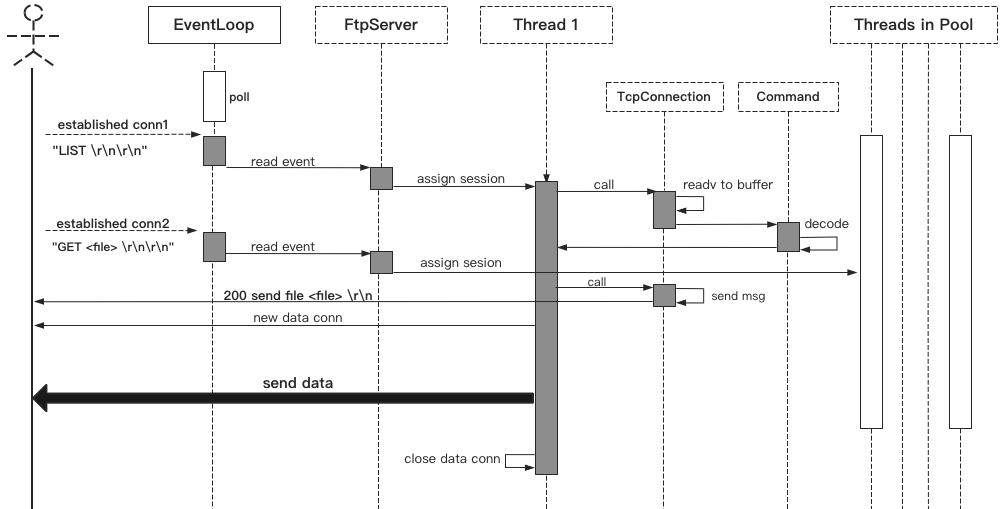 EventLoop
FtpServer
Thread 1
Threads in Pool
poll
TcpConnection
Command
established conn1
"LIST \r\n\r\n"
read event
assign session
call
readv to buffer
established conn2
decode
"GET <file> \r\n\r\n"
read event
assign sesion
call
200 send file <file> \r\n
send msg
new data conn
send data
close data conn